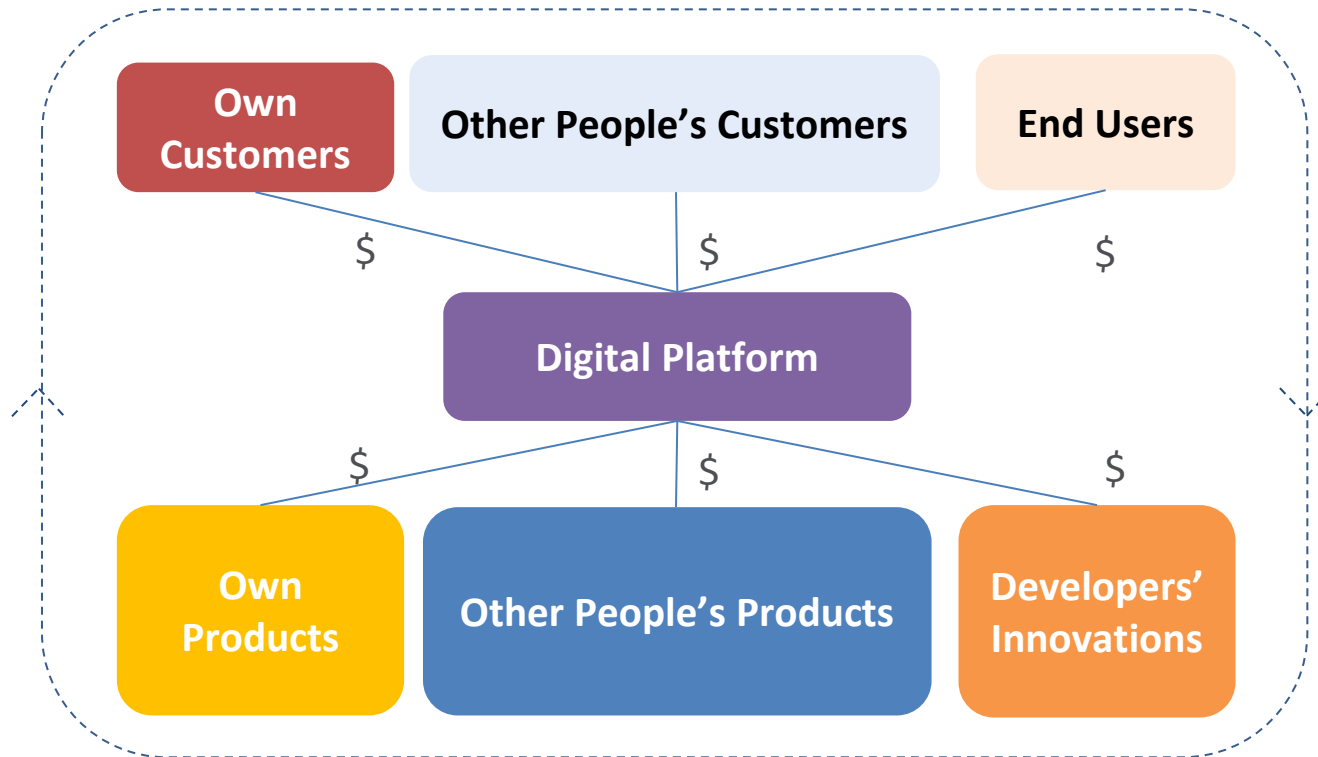 Own
Customers
Other People’s Customers
End Users
$
$
$
Digital Platform
$
$
$
Own
Products
Other People’s Products
Developers’
Innovations